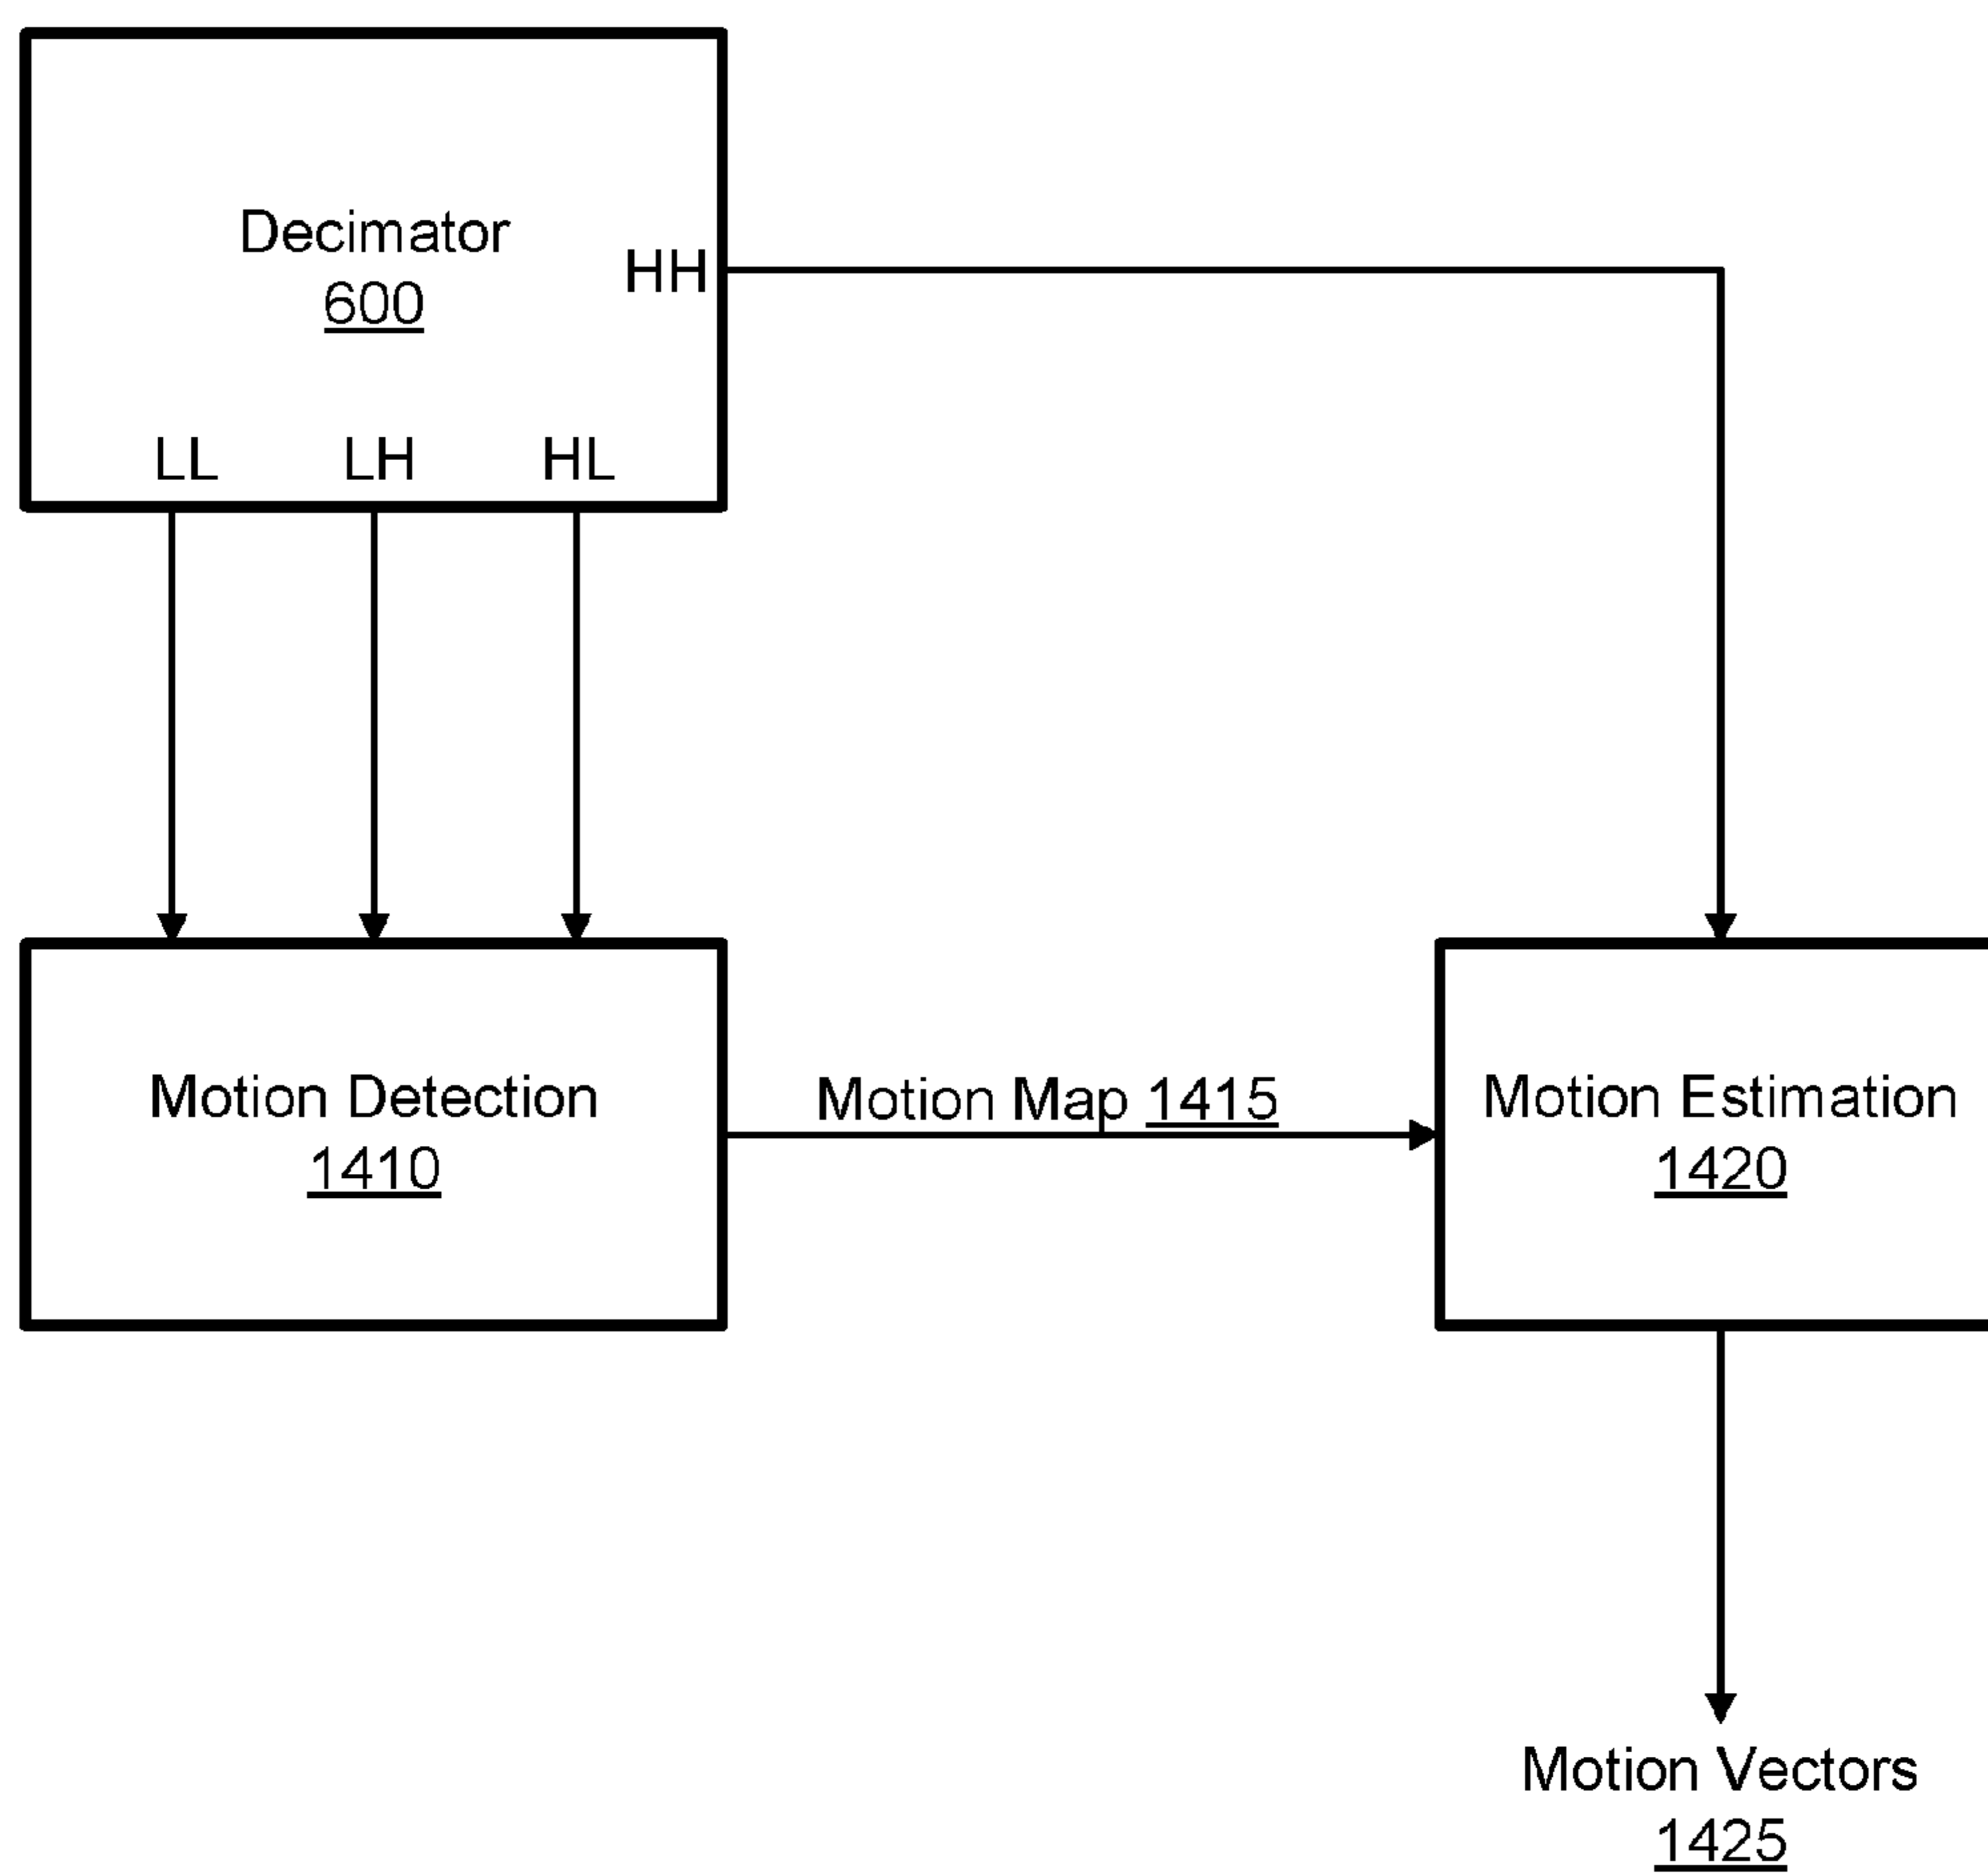 Decimator
600
HH
LL LH HL
Motion Detection
1410
Motion Map 1415
Motion Estimation
1420
Motion Vectors
1425